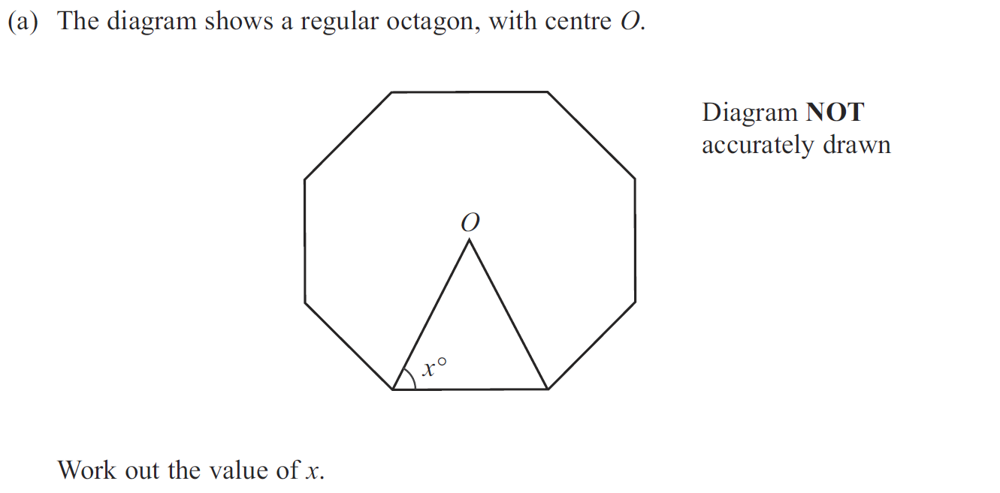 (a) The diagram shows a regular octagon, with centre O.
Diagram NOT
accurately drawn
O
x°
Work out the value of x.